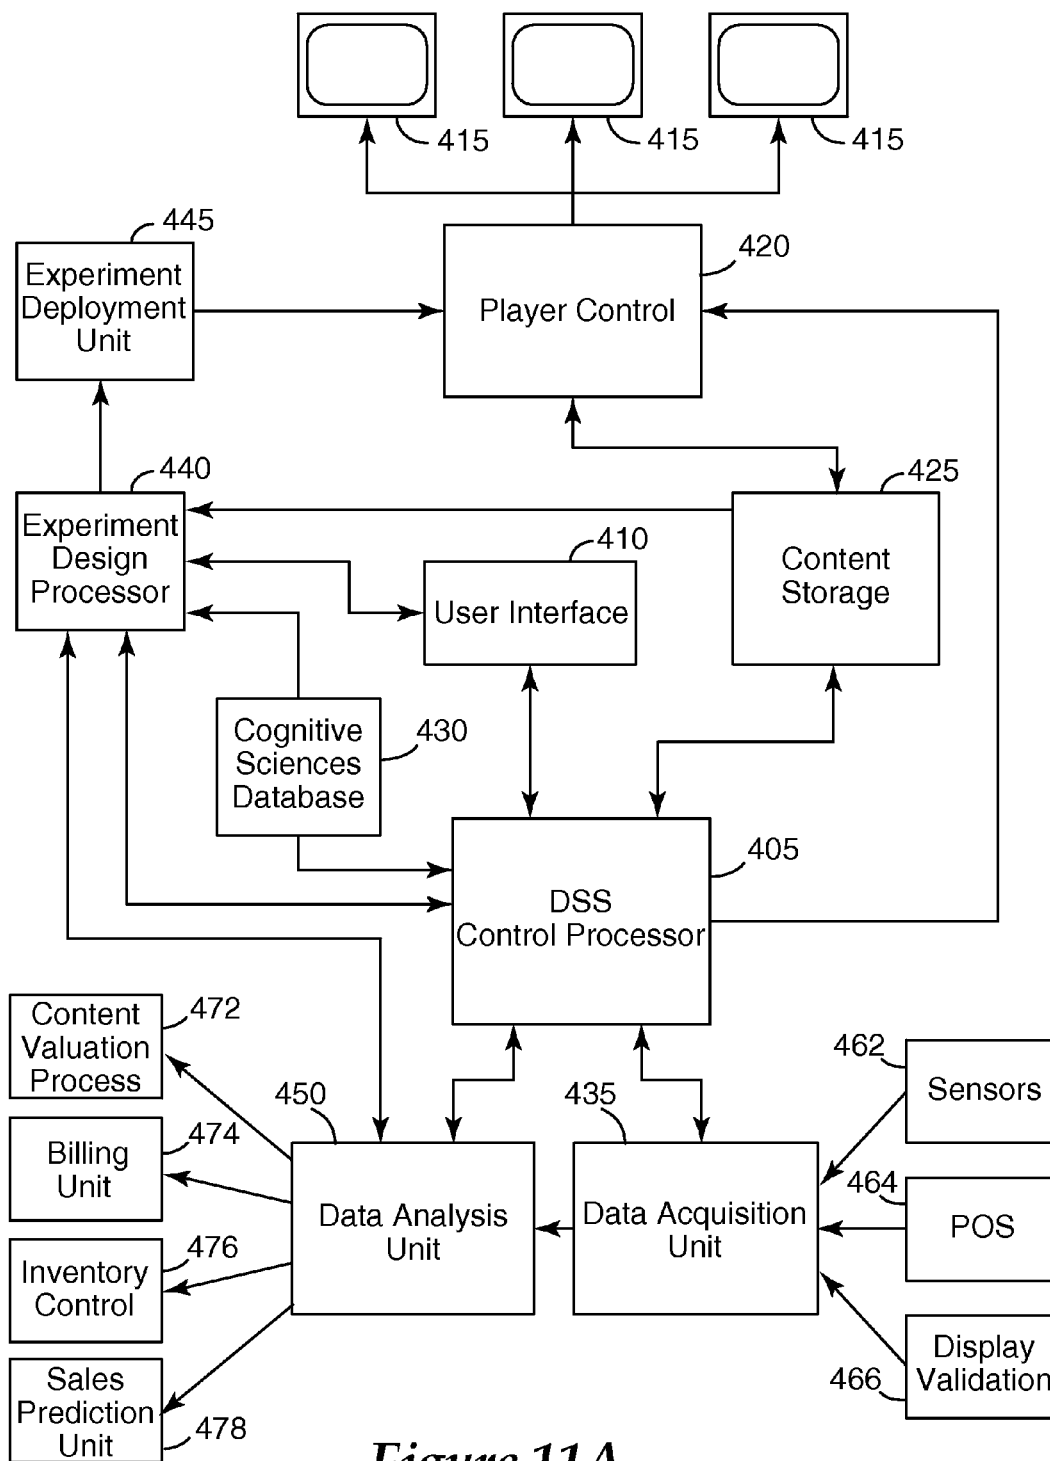 415
415
415
445
Experiment
Deployment
Unit
420
Player Control
440
Experiment
Design
Processor
425
Content
Storage
410
User Interface
Cognitive
Sciences
Database
430
405
DSS
Control Processor
Content
Valuation
Process
472
Billing
Unit
474
Inventory
Control
476
Sales
Prediction
Unit
478
450
Data Analysis
Unit
435
Data Acquisition
Unit
462
Sensors
464
POS
Display
Validation
466
Figure 11A